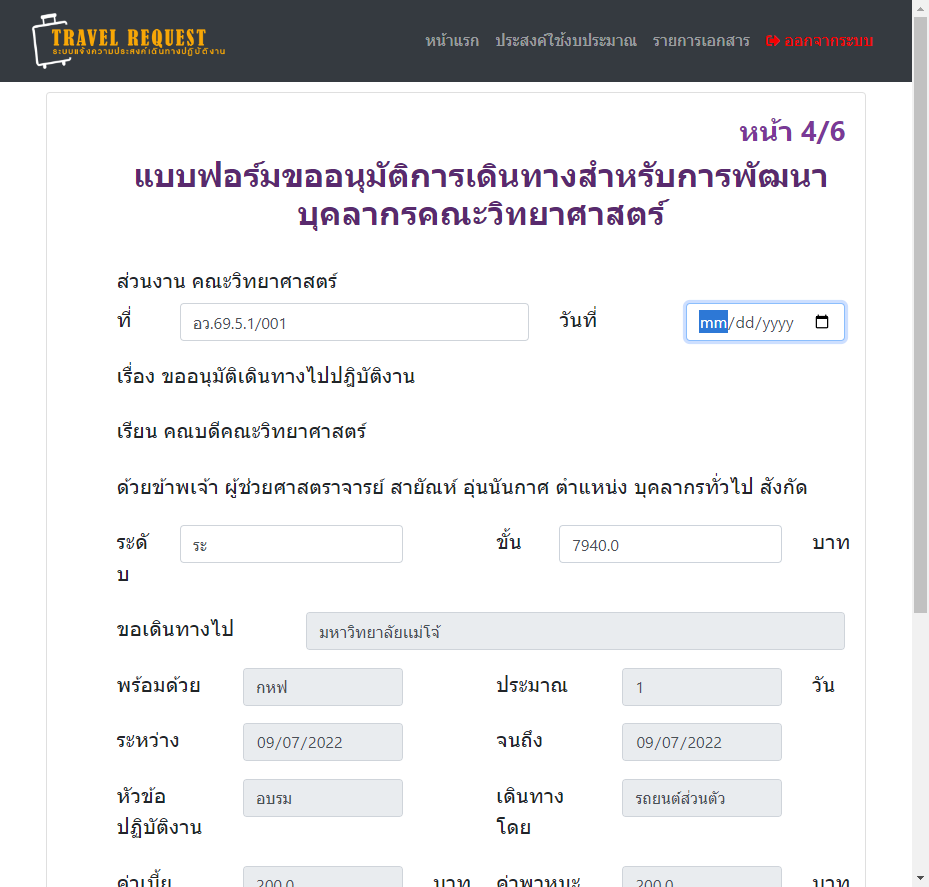 TRAVEL REQUEST
ระบบแจ้งความประสงค์เดินทางปฏิบัติงาน
หน้าแรก ประสงค์ใช้งบประมาณ รายการเอกสาร ออกจากระบบ
หน้า 4/6
แบบฟอร์มขออนุมัติการเดินทางสำหรับการพัฒนา
บุคลากรคณะวิทยาศาสตร์
ส่วนงาน คณะวิทยาศาสตร์
ที่ อว.69.5.1/001 วันที่ mm/dd/yyyy
เรื่อง ขออนุมัติเดินทางไปปฎิบัติงาน
เรียน คณบดีคณะวิทยาศาสตร์
ด้วยข้าพเจ้า ผู้ช่วยศาสตราจารย์ สายัณห์ อุ่นนันกาศ ตำแหน่ง บุคลากรทั่วไป สังกัด
ระดั ระ ขั้น 7940.0 บาท
บ
ขอเดินทางไป มหาวิทยาลัยแม่โจ้
พร้อมด้วย กหฟ ประมาณ 1 วัน
ระหว่าง 09/07/2022 จนถึง 09/07/2022
หัวข้อ อบรม เดินทาง รถยนต์ส่วนตัว
ปฏิบัติงาน โดย
ค่าเบี้ย 200.0 บาท ค่าพาหนะ 200.0 บาท